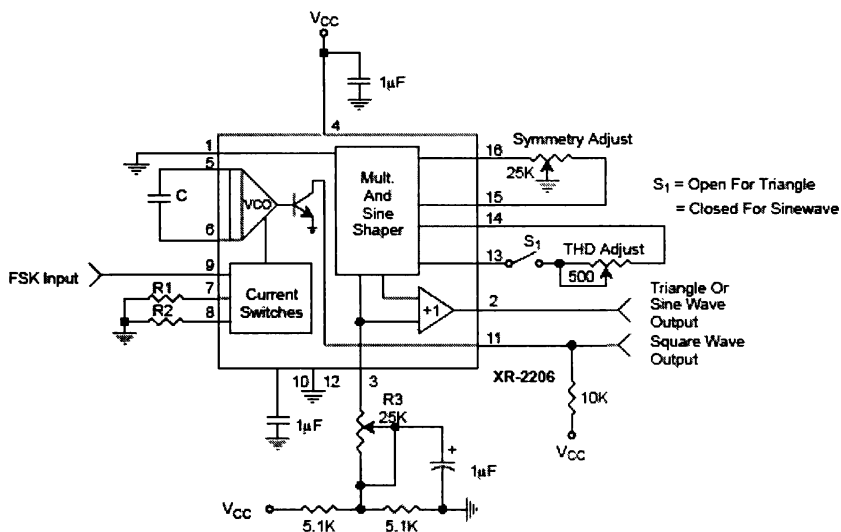 VCC
1µF
4
1
16
Symmetry Adjust
25K
5
15
C
VCO
Mult.
And
Sine
Shaper
S1 = Open For Triangle
= Closed For Sinewave
14
6
13
S1
THD Adjust
500
FSK Input
9
R1
7
R2
8
Current
Switches
+1
2
Triangle Or
Sine Wave
Output
11
Square Wave
Output
XR-2206
10
12
3
10K
VCC
1µF
R3
25K
+
1µF
VCC
5.1K
5.1K